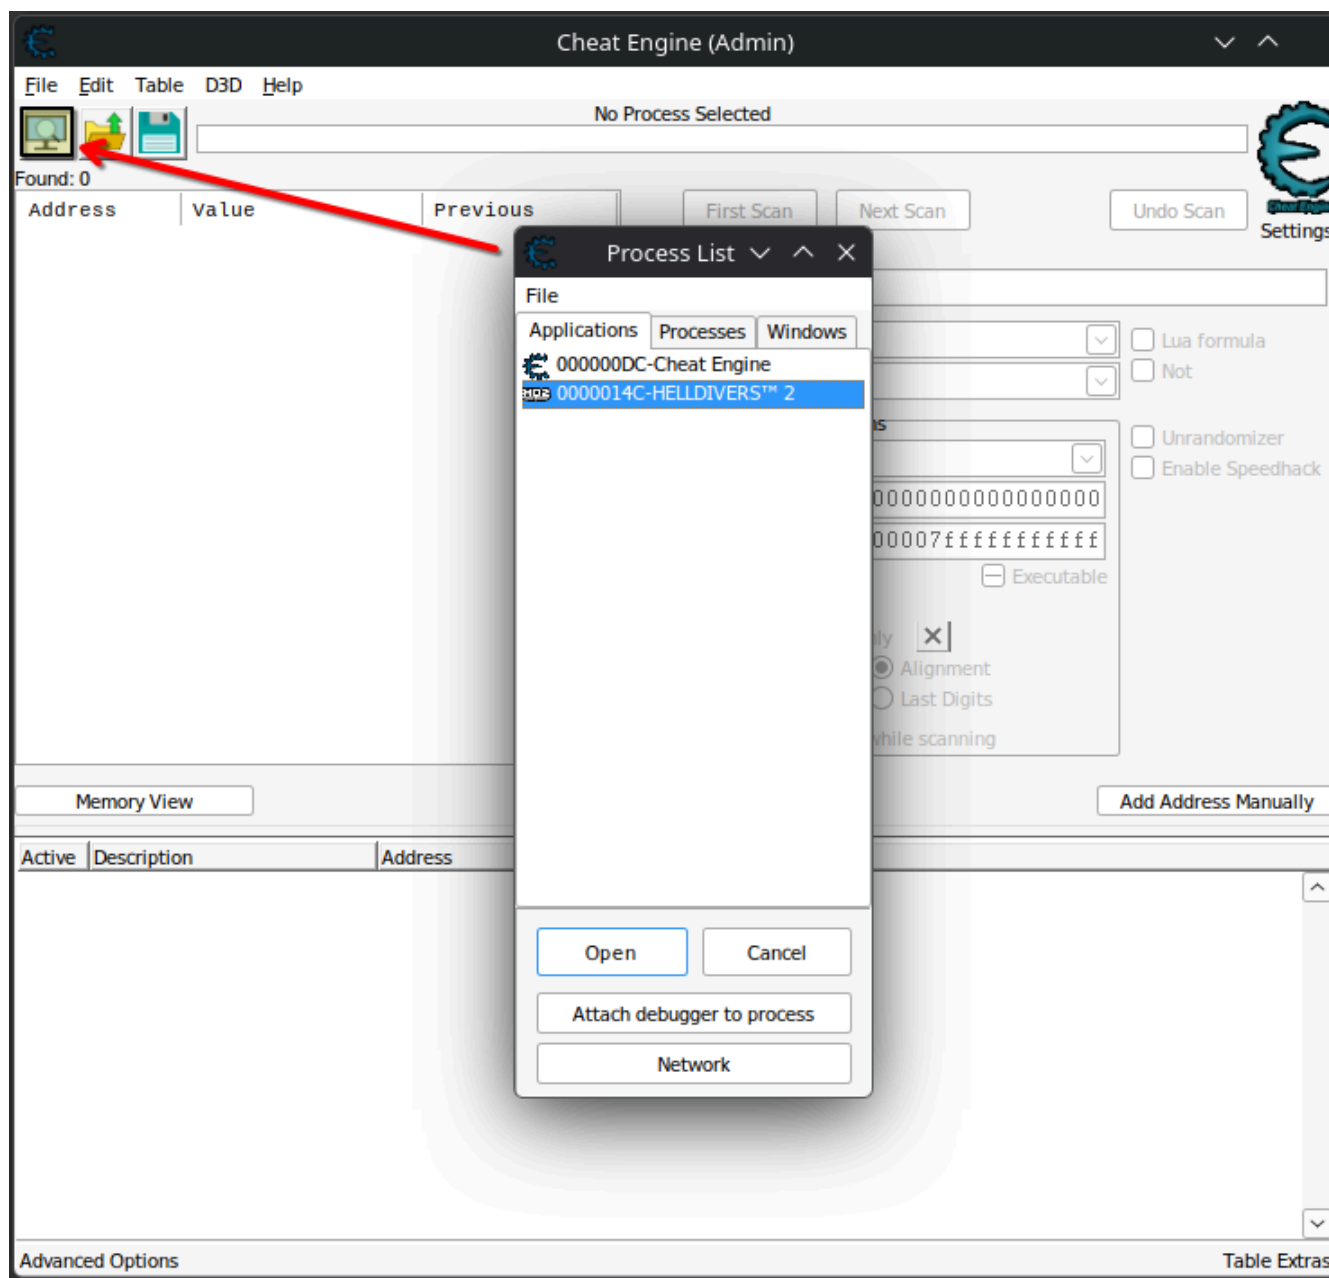 Cheat Engine (Admin)
File Edit Table D3D Help
No Process Selected
Found: 0
Address Value Previous
First Scan Next Scan Undo Scan
Cheat Engine
Settings
Process List
File
Applications Processes Windows
000000DC-Cheat Engine
0000014C-HELLDIVERS™ 2
Lua formula
Not
Unrandomizer
Enable Speedhack
0000000000000000
00007fffffffffff
Executable
Alignment
Last Digits
while scanning
Memory View
Add Address Manually
Active Description Address
Open Cancel
Attach debugger to process
Network
Advanced Options
Table Extras